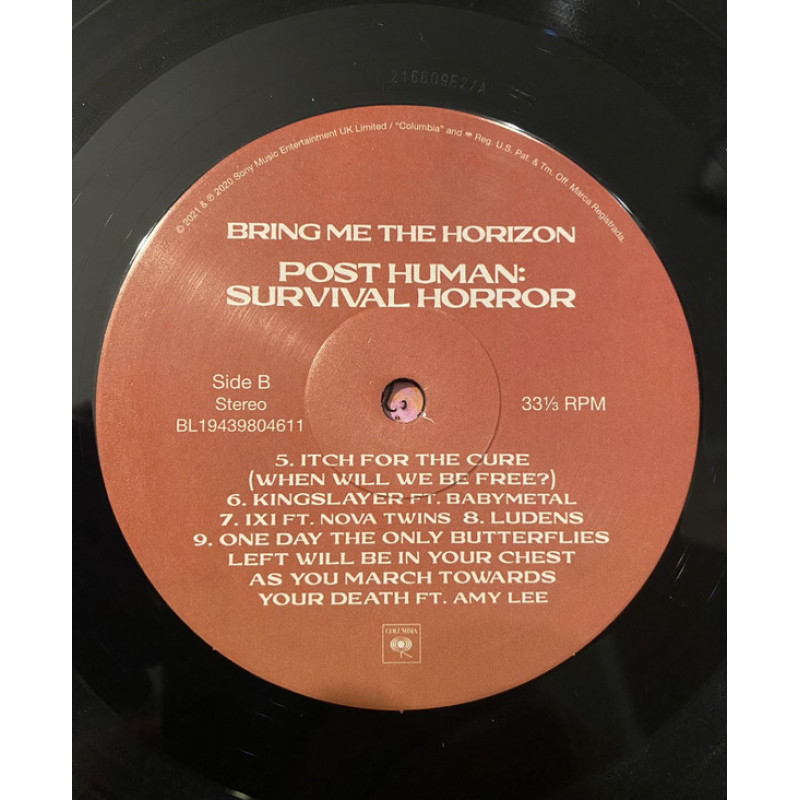 216809E2/A
© 2021 & ℗ 2020 Sony Music Entertainment UK Limited / "Columbia" and Reg. U.S. Pat. & Tm. Off. Marca Registrada.
BRING ME THE HORIZON
POST HUMAN:
SURVIVAL HORROR
Side B
Stereo
BL19439804611
33⅓ RPM
5. ITCH FOR THE CURE
(WHEN WILL WE BE FREE?)
6. KINGSLAYER FT. BABYMETAL
7. 1X1 FT. NOVA TWINS 8. LUDENS
9. ONE DAY THE ONLY BUTTERFLIES
LEFT WILL BE IN YOUR CHEST
AS YOU MARCH TOWARDS
YOUR DEATH FT. AMY LEE
COLUMBIA